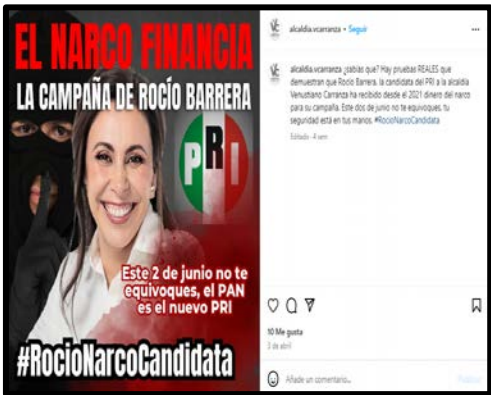 EL NARCO FINANCIA
LA CAMPAÑA DE ROCÍO BARRERA
PRI
Este 2 de junio no te
equivoques, el PAN
es el nuevo PRI
#RocioNarcoCandidata
alcaldia.vcarranza • Seguir
alcaldia.vcarranza ¿sabías que? Hay pruebas REALES que
demuestran que Rocío Barrera, la candidata del PRI a la alcaldía
Venustiano Carranza ha recibido desde el 2021 dinero del narco
para su campaña. Este dos de junio no te equivoques, tu
seguridad está en tus manos. #RocioNarcoCandidata
Editado · 4 sem
10 Me gusta
3 de abril
Añade un comentario...